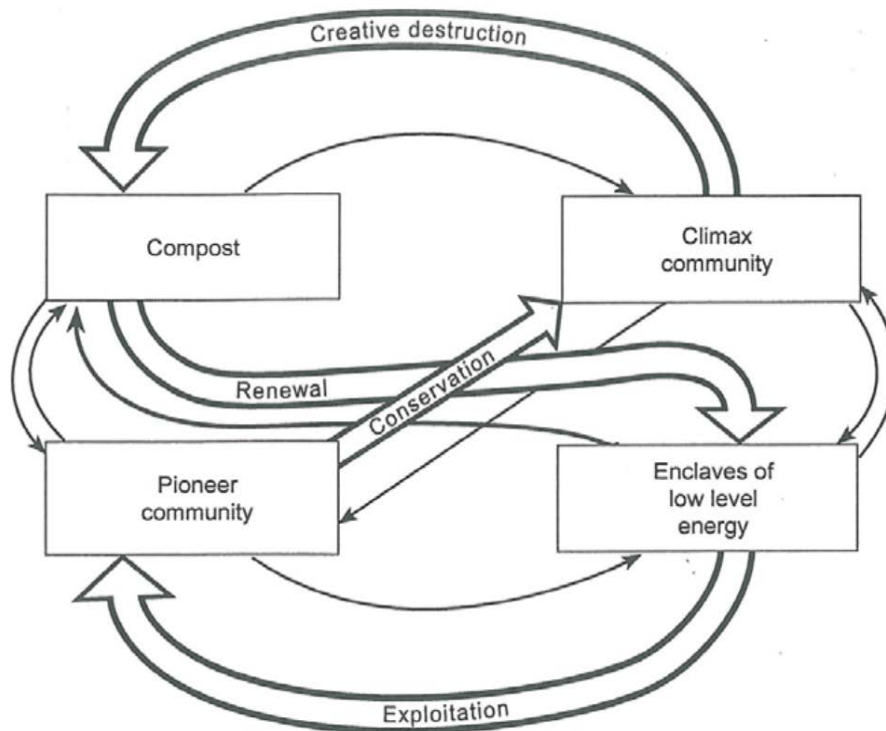 Creative destruction
Compost
Climax
community
Renewal
Conservation
Pioneer
community
Enclaves of
low level
energy
Exploitation